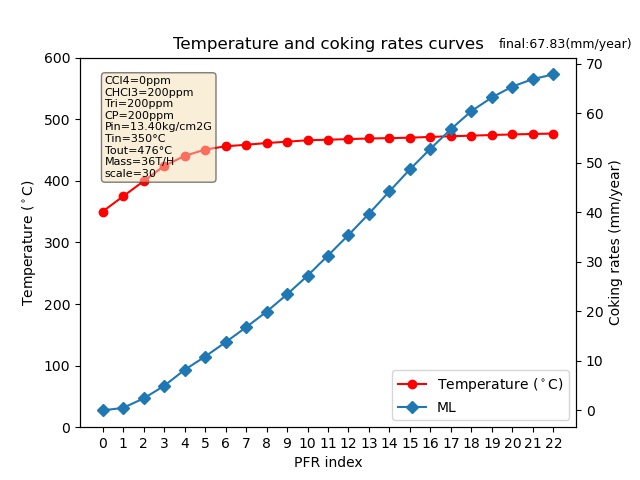 Temperature and coking rates curves
final:67.83(mm/year)
CCl4=0ppm
CHCl3=200ppm
Tri=200ppm
CP=200ppm
Pin=13.40kg/cm2G
Tin=350°C
Tout=476°C
Mass=36T/H
scale=30
Temperature (°C)
600
500
400
300
200
100
0
Coking rates (mm/year)
70
60
50
40
30
20
10
0
Temperature (°C)
ML
0 1 2 3 4 5 6 7 8 9 10 11 12 13 14 15 16 17 18 19 20 21 22
PFR index